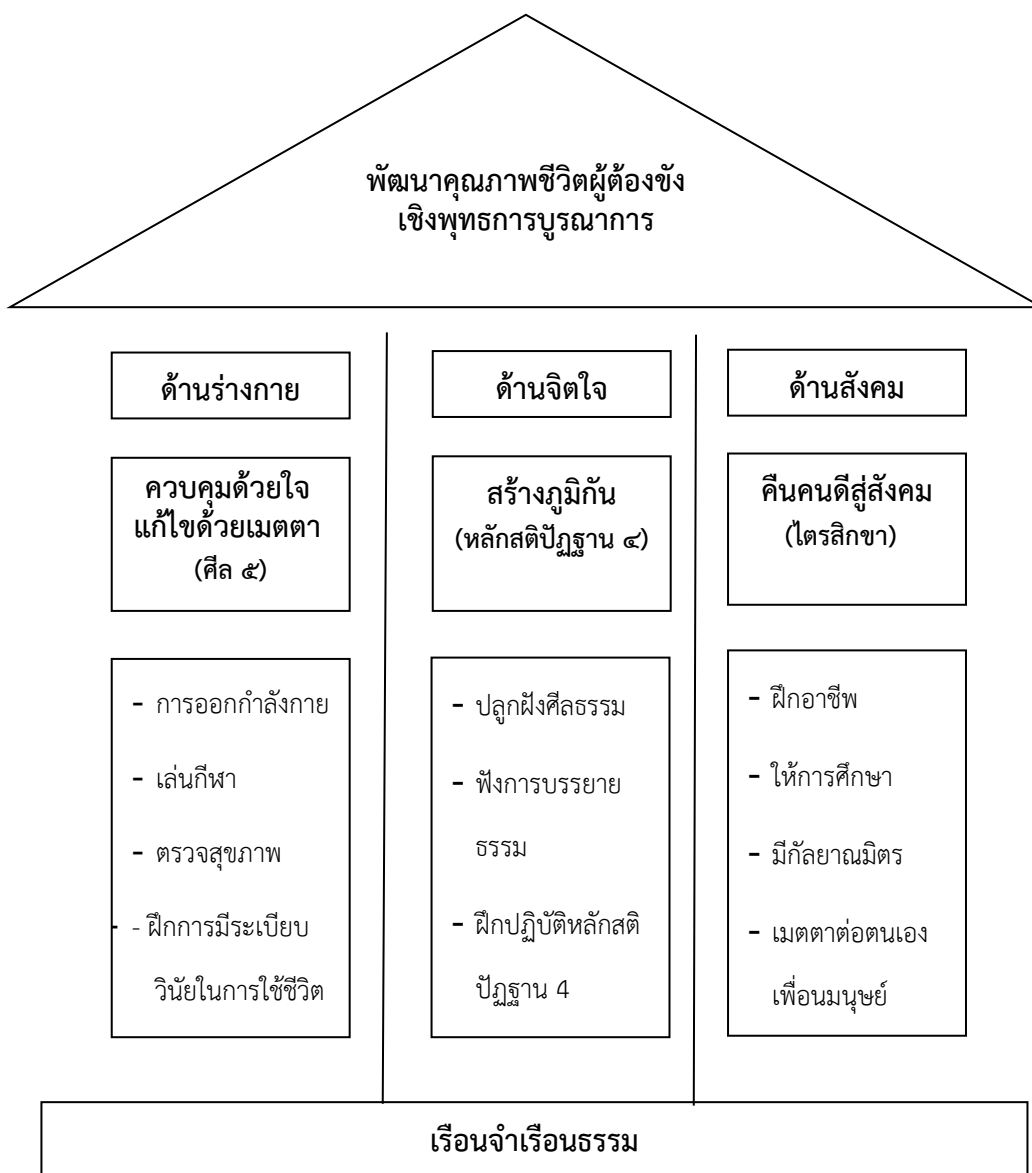 พัฒนาคุณภาพชีวิตผู้ต้องขัง
เชิงพุทธการบูรณาการ
ด้านร่างกาย
ควบคุมด้วยใจ
แก้ไขด้วยเมตตา
(ศีล ๕)
- การออกกำลังกาย
- เล่นกีฬา
- ตรวจสุขภาพ
- - ฝึกการมีระเบียบ
วินัยในการใช้ชีวิต
ด้านจิตใจ
สร้างภูมิกัน
(หลักสติปัฏฐาน ๔)
- ปลูกฝังศีลธรรม
- ฟังการบรรยาย
ธรรม
- ฝึกปฏิบัติหลักสติ
ปัฏฐาน 4
ด้านสังคม
คืนคนดีสู่สังคม
(ไตรสิกขา)
- ฝึกอาชีพ
- ให้การศึกษา
- มีกัลยาณมิตร
- เมตตาต่อตนเอง
เพื่อนมนุษย์
เรือนจำเรือนธรรม